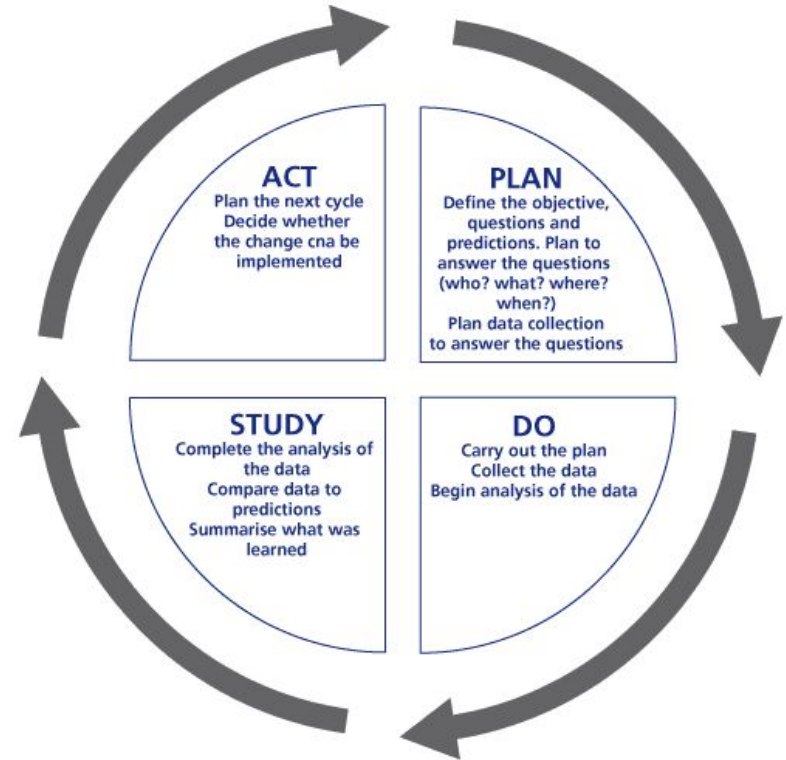 ACT
Plan the next cycle
Decide whether
the change cna be
implemented
PLAN
Define the objective,
questions and
predictions. Plan to
answer the questions
(who? what? where?
when?)
Plan data collection
to answer the questions
STUDY
Complete the analysis of
the data
Compare data to
predictions
Summarise what was
learned
DO
Carry out the plan
Collect the data
Begin analysis of the data